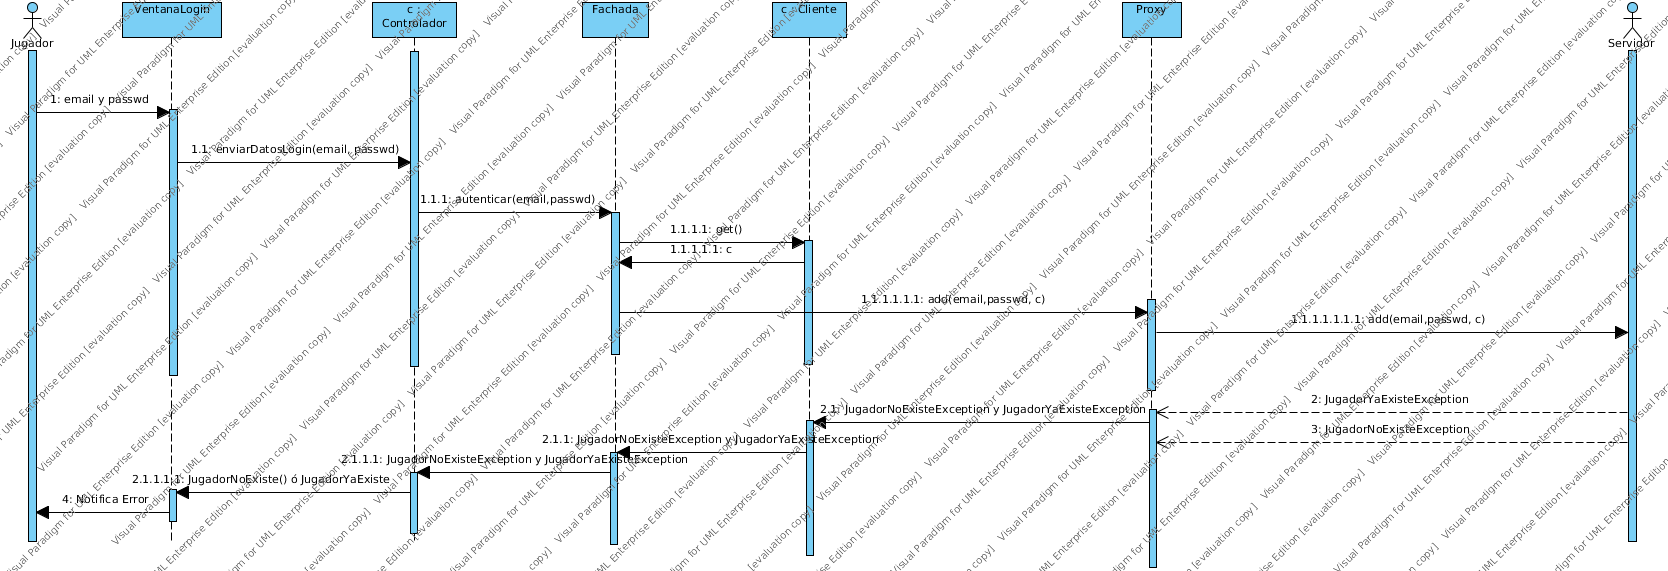 VentanaLogin
c :
Controlador
Fachada
c : Cliente
Proxy
Jugador
Servidor
1: email y passwd
1.1: enviarDatosLogin(email, passwd)
1.1.1: autenticar(email,passwd)
1.1.1.1: get()
1.1.1.1.1: c
1.1.1.1.1.1: add(email,passwd, c)
1.1.1.1.1.1.1: add(email,passwd, c)
2: JugadorYaExisteException
2.1: JugadorNoExisteException y JugadorYaExisteException
3: JugadorNoExisteException
2.1.1: JugadorNoExisteException y JugadorYaExisteException
2.1.1.1: JugadorNoExisteException y JugadorYaExisteException
2.1.1.1.1: JugadorNoExiste() ó JugadorYaExiste
4: Notifica Error
Visual Paradigm for UML Enterprise Edition [evaluation copy]